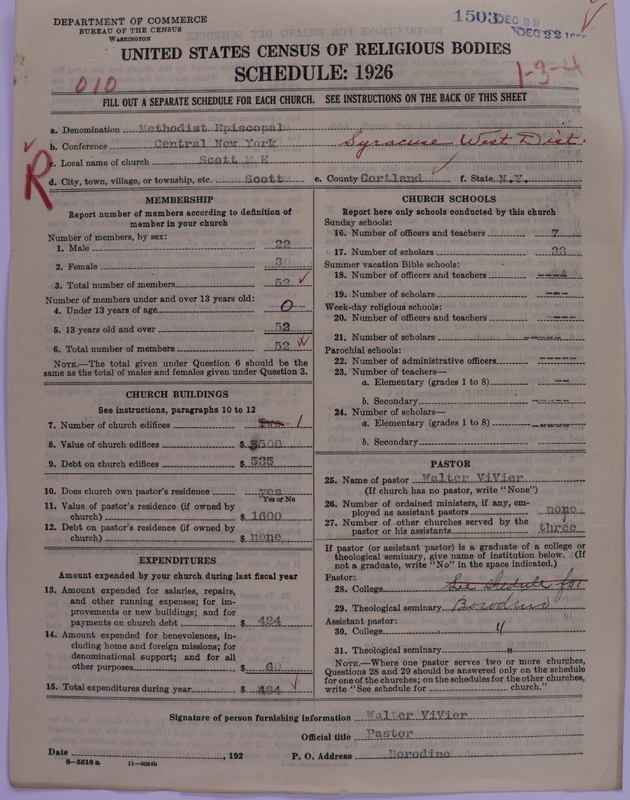 DEPARTMENT OF COMMERCE
BUREAU OF THE CENSUS
WASHINGTON
1503 DEC 22
DEC 22
UNITED STATES CENSUS OF RELIGIOUS BODIES
SCHEDULE: 1926
010
1-3-4
FILL OUT A SEPARATE SCHEDULE FOR EACH CHURCH. SEE INSTRUCTIONS ON THE BACK OF THIS SHEET
R
a. Denomination Methodist Episcopal
b. Conference Central New York Syracuse West Dist.
c. Local name of church Scott M E
d. City, town, village, or township, etc. Scott e. County Cortland f. State N.Y.
MEMBERSHIP
Report number of members according to definition of
member in your church
Number of members, by sex:
1. Male 22
2. Female 30
3. Total number of members 52
Number of members under and over 13 years old:
4. Under 13 years of age 0
5. 13 years old and over 52
6. Total number of members 52
NOTE.—The total given under Question 6 should be the
same as the total of males and females given under Question 3.
CHURCH BUILDINGS
See instructions, paragraphs 10 to 12
7. Number of church edifices 1
8. Value of church edifices $ 3500
9. Debt on church edifices $ 535
10. Does church own pastor's residence yes
Yes or No
11. Value of pastor's residence (if owned by
church) $ 1600
12. Debt on pastor's residence (if owned by
church) $ none
EXPENDITURES
Amount expended by your church during last fiscal year
13. Amount expended for salaries, repairs,
and other running expenses; for im-
provements or new buildings; and for
payments on church debt $ 424
14. Amount expended for benevolences, in-
cluding home and foreign missions; for
denominational support; and for all
other purposes $ 60
15. Total expenditures during year $ 484
CHURCH SCHOOLS
Report here only schools conducted by this church
Sunday schools:
16. Number of officers and teachers 7
17. Number of scholars 33
Summer vacation Bible schools:
18. Number of officers and teachers ----
19. Number of scholars ---
Week-day religious schools:
20. Number of officers and teachers ----
21. Number of scholars -----
Parochial schools:
22. Number of administrative officers ----
23. Number of teachers—
a. Elementary (grades 1 to 8) ---
b. Secondary ----
24. Number of scholars—
a. Elementary (grades 1 to 8) -----
b. Secondary
PASTOR
25. Name of pastor Walter ViVier
(If church has no pastor, write "None")
26. Number of ordained ministers, if any, em-
ployed as assistant pastors none
27. Number of other churches served by the
pastor or his assistants three
If pastor (or assistant pastor) is a graduate of a college or
theological seminary, give name of institution below. (If
not a graduate, write "No" in the space indicated.)
Pastor:
28. College See Shedule for
29. Theological seminary Borodino
Assistant pastor:
30. College "
31. Theological seminary "
NOTE.—Where one pastor serves two or more churches,
Questions 28 and 29 should be answered only on the schedule
for one of the churches; on the schedules for the other churches,
write "See schedule for ............ church."
Signature of person furnishing information Walter ViVier
Official title Pastor
Date , 192 P. O. Address Borodino
8-5518 a 11-9084b